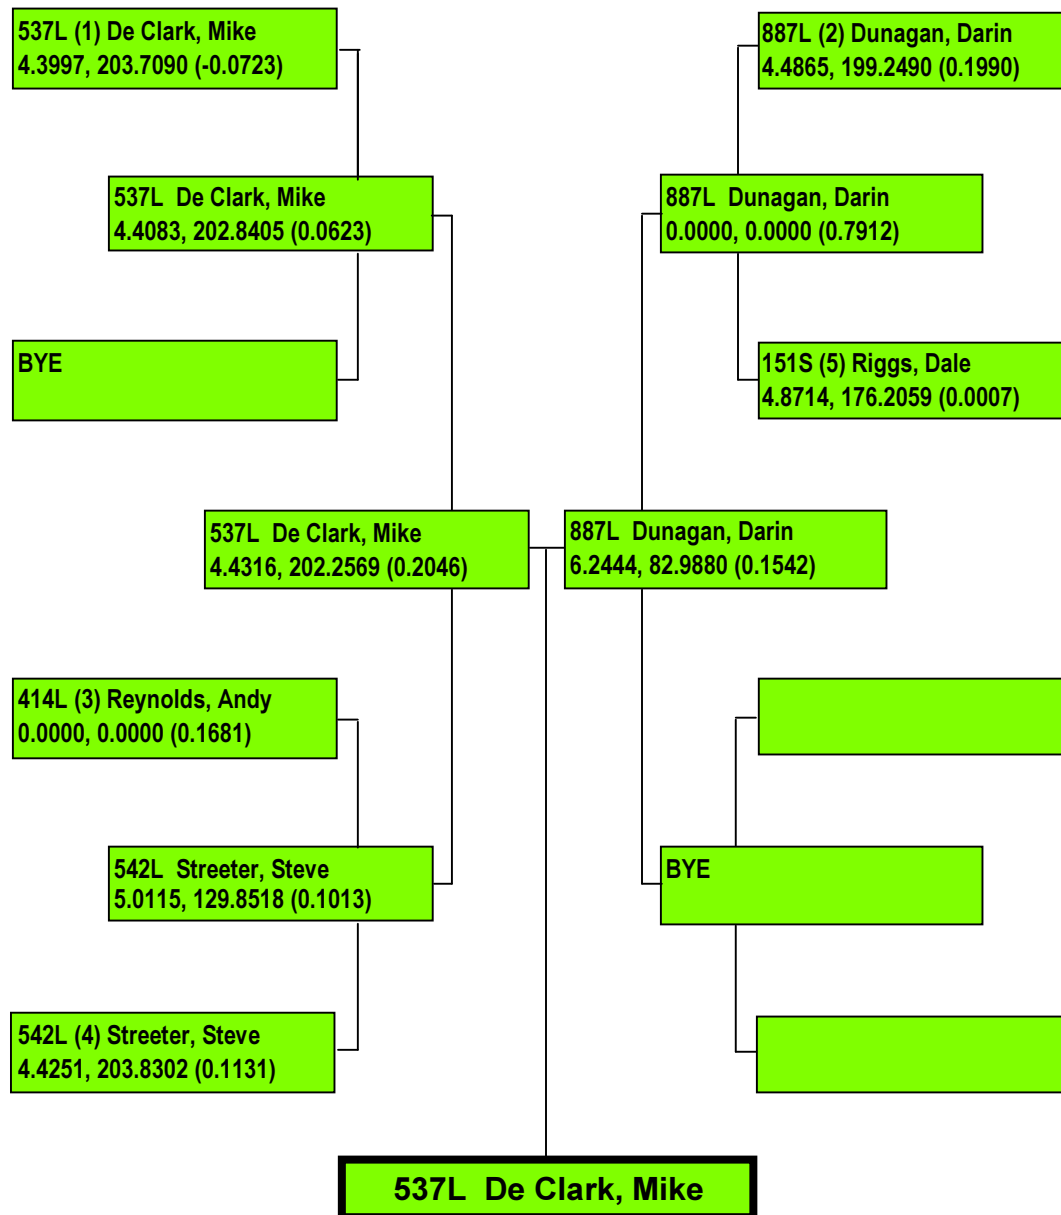 537L (1) De Clark, Mike
4.3997, 203.7090 (-0.0723)
887L (2) Dunagan, Darin
4.4865, 199.2490 (0.1990)
537L De Clark, Mike
4.4083, 202.8405 (0.0623)
887L Dunagan, Darin
0.0000, 0.0000 (0.7912)
BYE
151S (5) Riggs, Dale
4.8714, 176.2059 (0.0007)
537L De Clark, Mike
4.4316, 202.2569 (0.2046)
887L Dunagan, Darin
6.2444, 82.9880 (0.1542)
414L (3) Reynolds, Andy
0.0000, 0.0000 (0.1681)
542L Streeter, Steve
5.0115, 129.8518 (0.1013)
BYE
542L (4) Streeter, Steve
4.4251, 203.8302 (0.1131)
537L De Clark, Mike